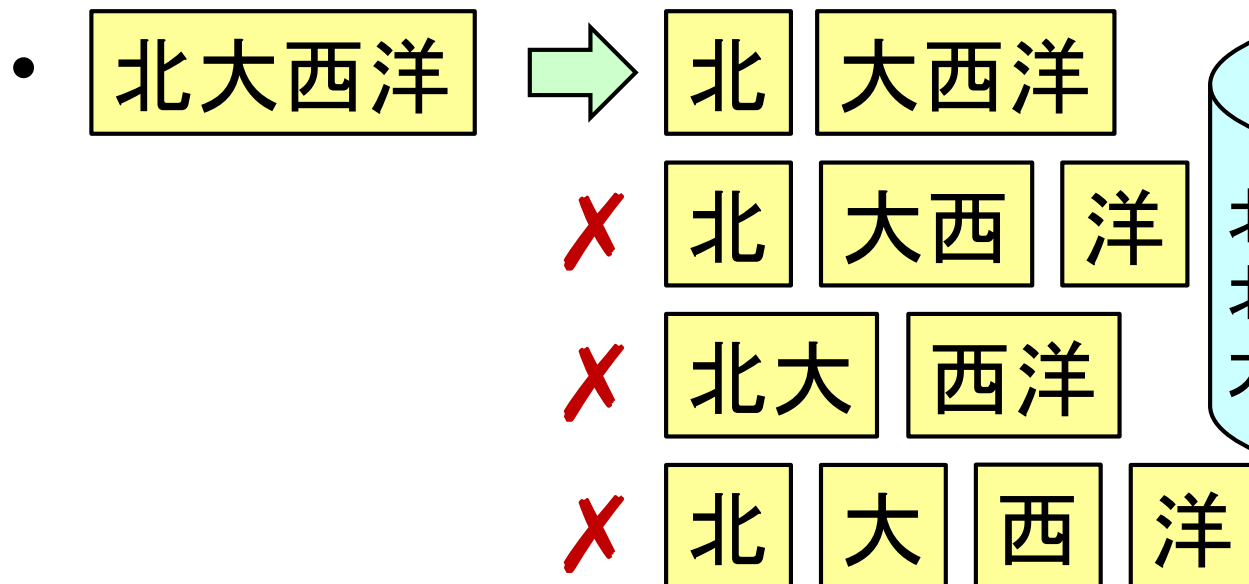 • 北大西洋 北 大西洋
✗ 北 大西 洋
✗ 北大 西洋
✗ 北 大 西 洋